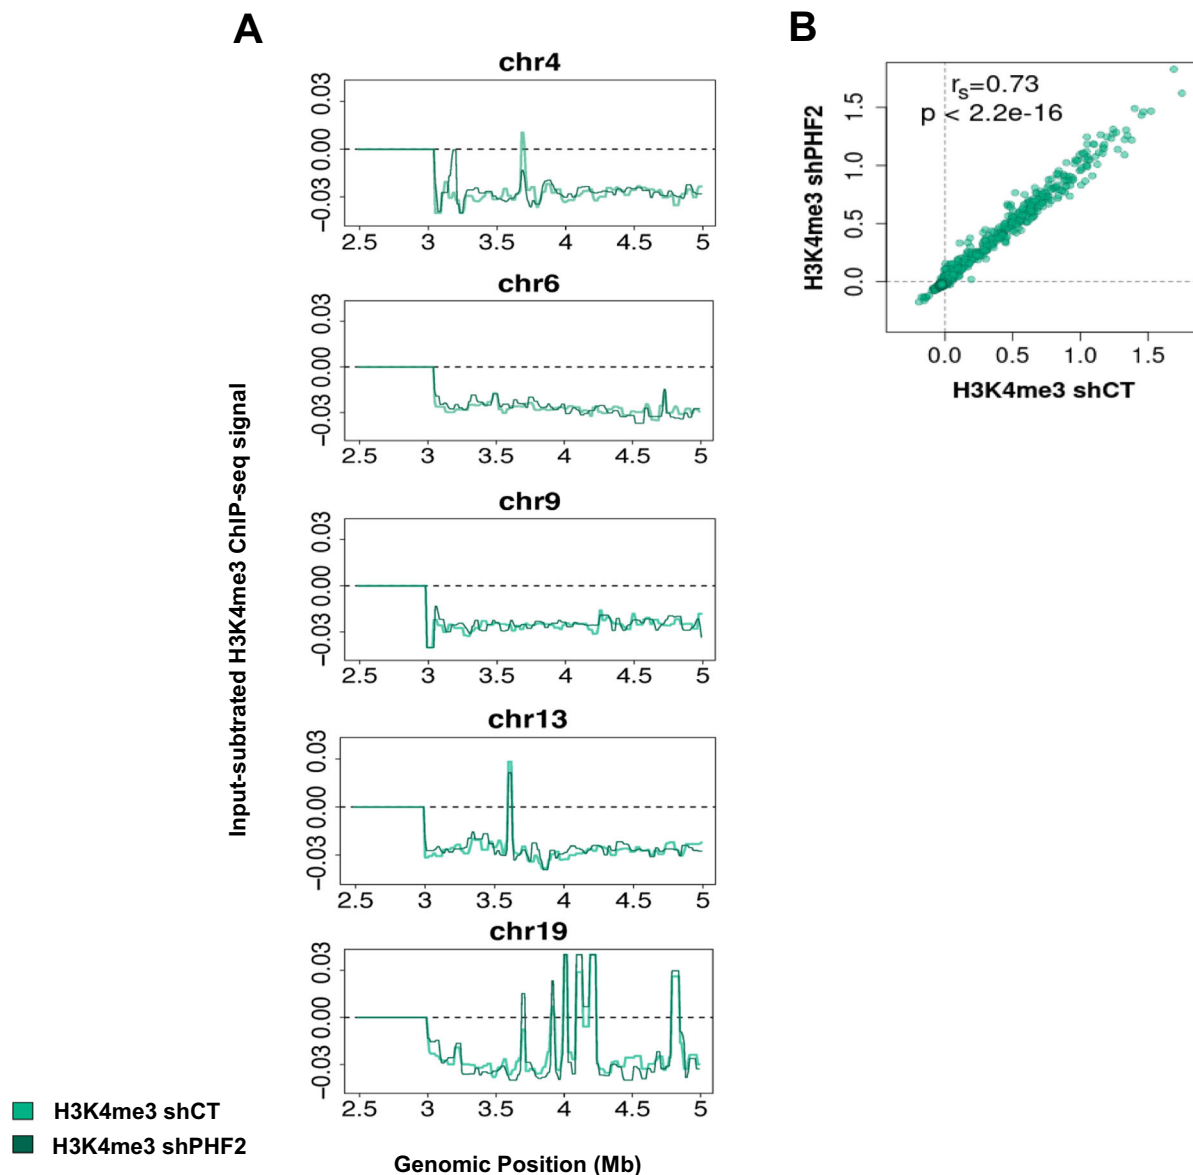 A
B
chr4
0.03
0.00
−0.03
2.5 3 3.5 4 4.5 5
chr6
0.03
0.00
−0.03
2.5 3 3.5 4 4.5 5
chr9
0.03
0.00
−0.03
2.5 3 3.5 4 4.5 5
chr13
0.03
0.00
−0.03
2.5 3 3.5 4 4.5 5
chr19
0.03
0.00
−0.03
2.5 3 3.5 4 4.5 5
Input-subtrated H3K4me3 ChIP-seq signal
Genomic Position (Mb)
H3K4me3 shCT
H3K4me3 shPHF2
rs=0.73
p < 2.2e-16
H3K4me3 shPHF2
1.5
1.0
0.5
0.0
0.0 0.5 1.0 1.5
H3K4me3 shCT